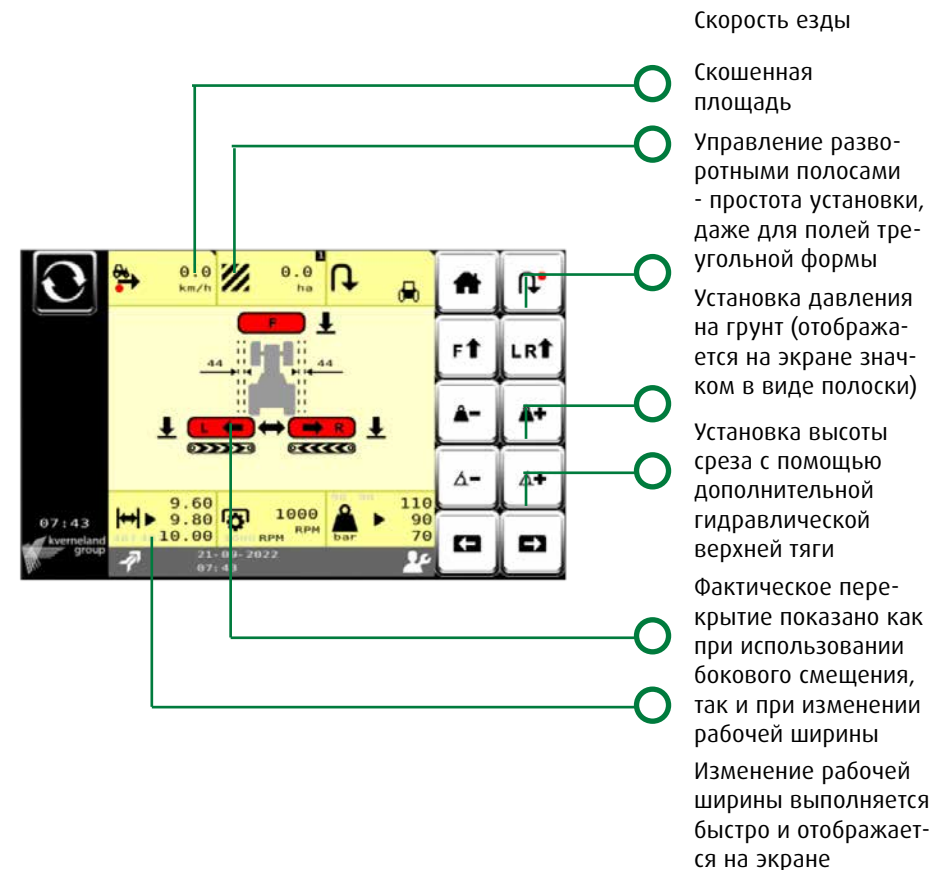 Скорость езды
Скошенная
площадь
Управление разво-
ротными полосами
- простота установки,
даже для полей тре-
угольной формы
Установка давления
на грунт (отобража-
ется на экране знач-
ком в виде полоски)
Установка высоты
среза с помощью
дополнительной
гидравлической
верхней тяги
Фактическое пере-
крытие показано как
при использовании
бокового смещения,
так и при изменении
рабочей ширины
Изменение рабочей
ширины выполняется
быстро и отображает-
ся на экране
0.0
km/h
0.0
ha
1
F
44
44
L
R
9.60
9.80
10.00
1000
RPM
RPM
bar
110
90
70
07:43
kverneland
group
21-09-2022
07:43
F
LR
-
+
-
+